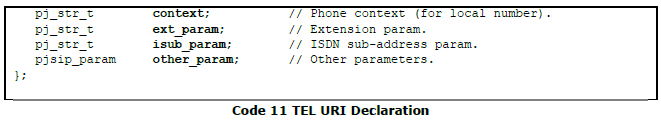 pj_str_t context; // Phone context (for local number).
pj_str_t ext_param; // Extension param.
pj_str_t isub_param; // ISDN sub-address param.
pjsip_param other_param; // Other parameters.
};
Code 11 TEL URI Declaration